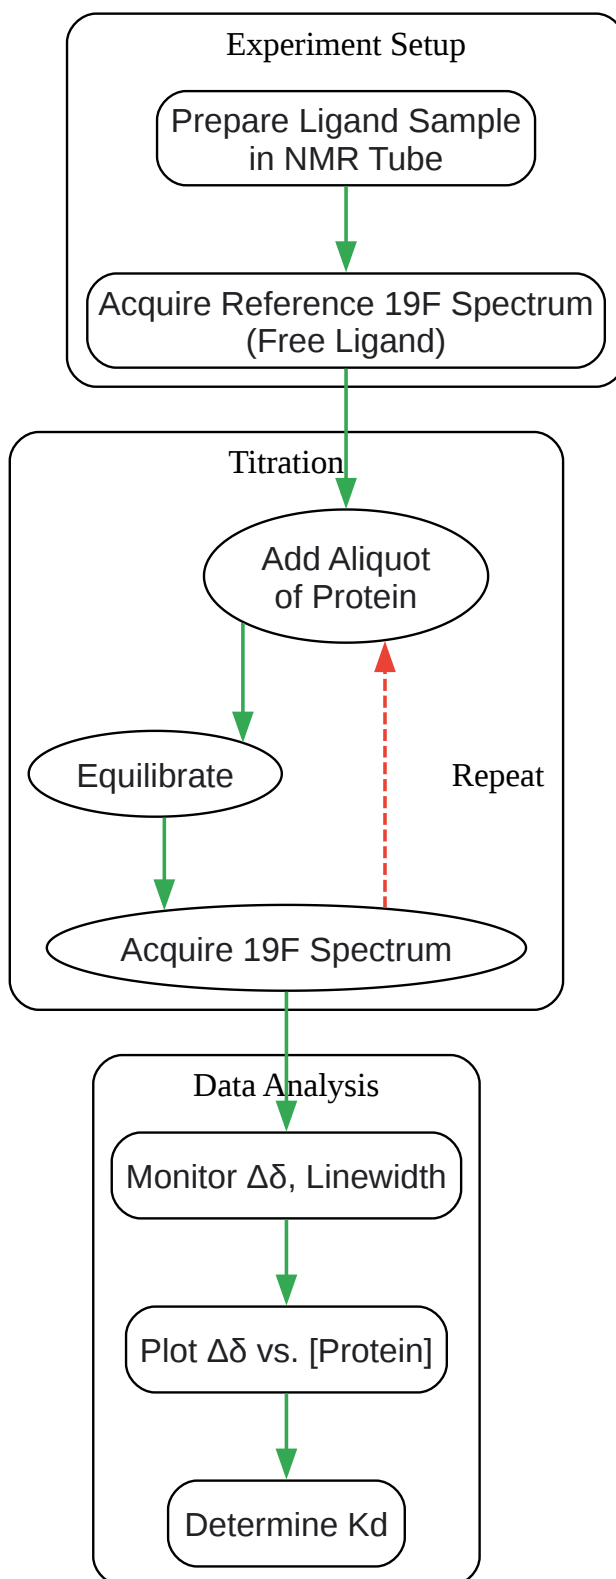 Experiment Setup
Prepare Ligand Sample
in NMR Tube
Acquire Reference 19F Spectrum
(Free Ligand)
Titration
Add Aliquot
of Protein
Equilibrate
Repeat
Acquire 19F Spectrum
Data Analysis
Monitor Δδ, Linewidth
Plot Δδ vs. [Protein]
Determine Kd